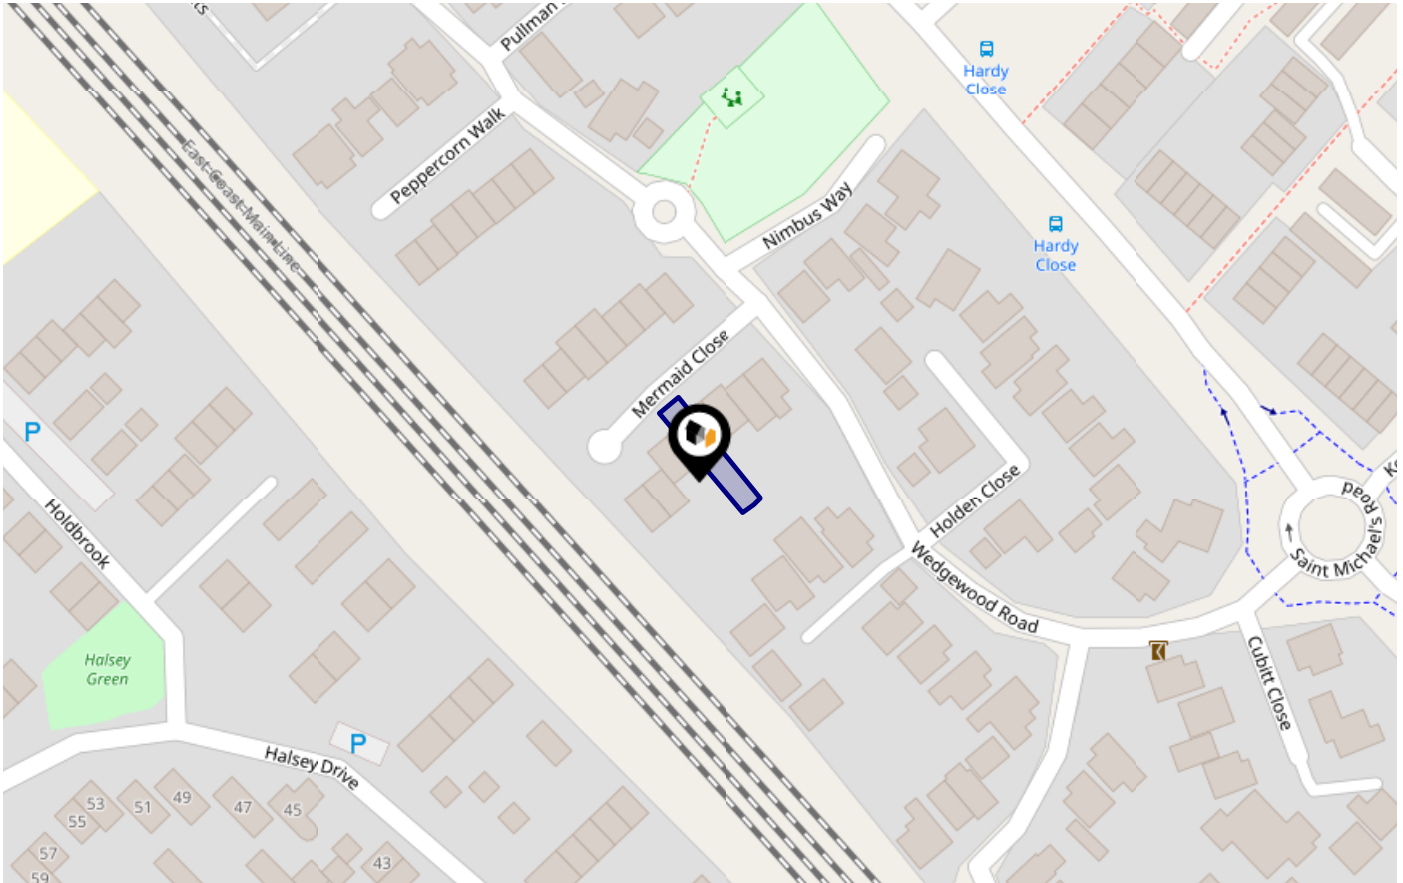 Pullman
Hardy
Close
Peppercorn Walk
East Coast Main Line
Nimbus Way
Hardy
Close
Mermaid Close
P
Holden Close
Holdbrook
Saint Michael's Road
Wedgewood Road
Halsey
Green
Cubitt Close
P
Halsey Drive
53
51
49
47
45
55
57
43
59